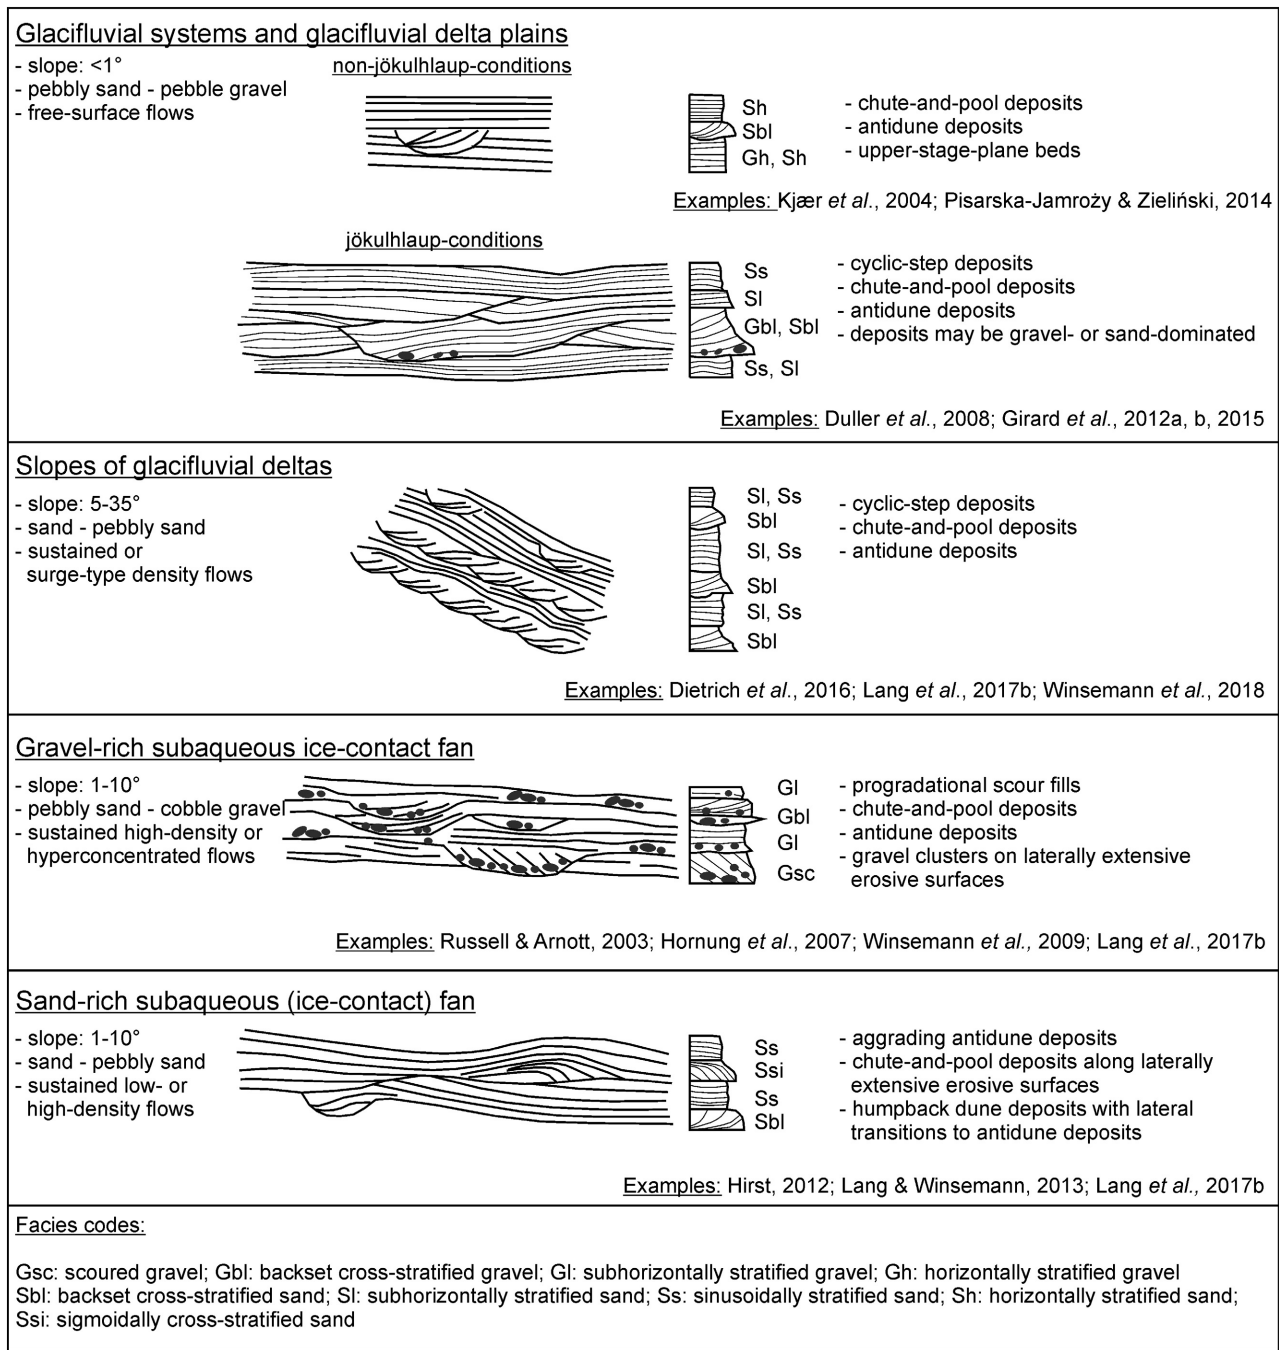 Glacifluvial systems and glacifluvial delta plains
- slope: <1°
- pebbly sand - pebble gravel
- free-surface flows
non-jökulhlaup-conditions
Sh
Sbl
Gh, Sh
- chute-and-pool deposits
- antidune deposits
- upper-stage-plane beds
Examples: Kjær et al., 2004; Pisarska-Jamroży & Zieliński, 2014
jökulhlaup-conditions
Ss
Sl
Gbl, Sbl
Ss, Sl
- cyclic-step deposits
- chute-and-pool deposits
- antidune deposits
- deposits may be gravel- or sand-dominated
Examples: Duller et al., 2008; Girard et al., 2012a, b, 2015
Slopes of glacifluvial deltas
- slope: 5-35°
- sand - pebbly sand
- sustained or
surge-type density flows
Sl, Ss
Sbl
Sl, Ss
Sbl
Sl, Ss
Sbl
- cyclic-step deposits
- chute-and-pool deposits
- antidune deposits
Examples: Dietrich et al., 2016; Lang et al., 2017b; Winsemann et al., 2018
Gravel-rich subaqueous ice-contact fan
- slope: 1-10°
- pebbly sand - cobble gravel
- sustained high-density or
hyperconcentrated flows
Gl
Gbl
Gl
Gsc
- progradational scour fills
- chute-and-pool deposits
- antidune deposits
- gravel clusters on laterally extensive
erosive surfaces
Examples: Russell & Arnott, 2003; Hornung et al., 2007; Winsemann et al., 2009; Lang et al., 2017b
Sand-rich subaqueous (ice-contact) fan
- slope: 1-10°
- sand - pebbly sand
- sustained low- or
high-density flows
Ss
Ssi
Ss
Sbl
- aggrading antidune deposits
- chute-and-pool deposits along laterally
extensive erosive surfaces
- humpback dune deposits with lateral
transitions to antidune deposits
Examples: Hirst, 2012; Lang & Winsemann, 2013; Lang et al., 2017b
Facies codes:
Gsc: scoured gravel; Gbl: backset cross-stratified gravel; Gl: subhorizontally stratified gravel; Gh: horizontally stratified gravel
Sbl: backset cross-stratified sand; Sl: subhorizontally stratified sand; Ss: sinusoidally stratified sand; Sh: horizontally stratified sand;
Ssi: sigmoidally cross-stratified sand